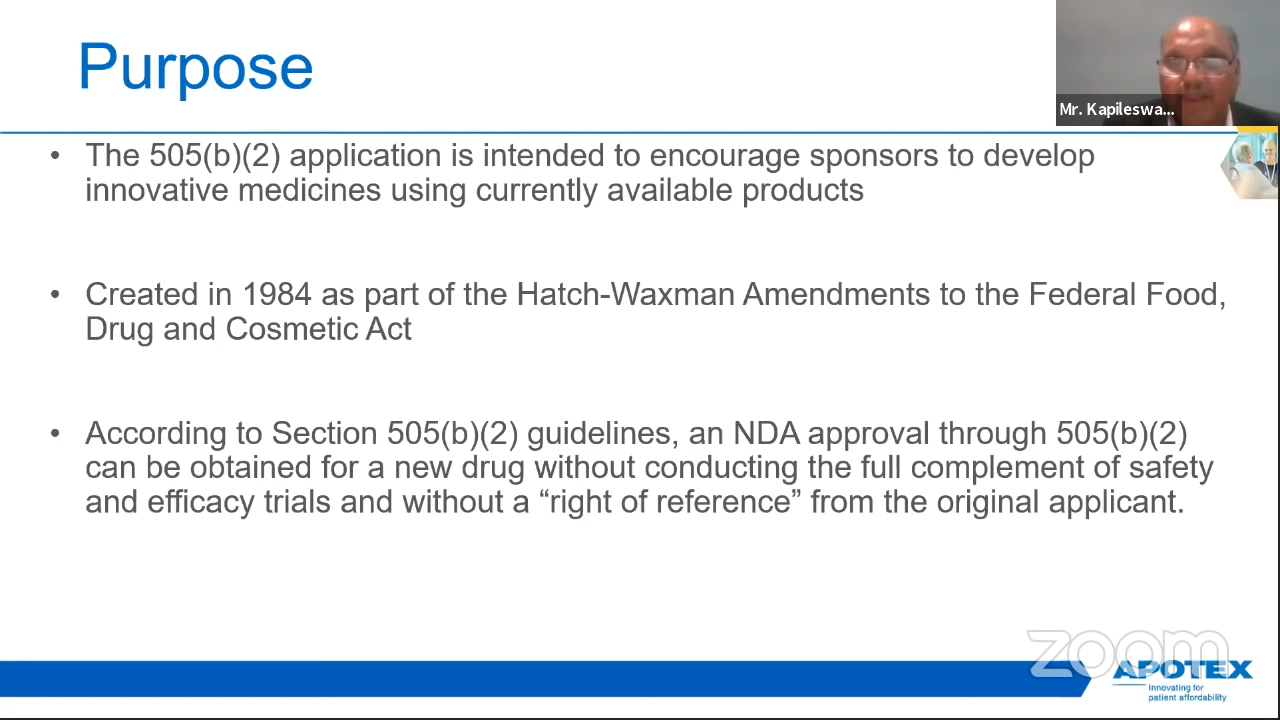 Purpose
Mr. Kapileswa...
• The 505(b)(2) application is intended to encourage sponsors to develop
innovative medicines using currently available products
• Created in 1984 as part of the Hatch-Waxman Amendments to the Federal Food,
Drug and Cosmetic Act
• According to Section 505(b)(2) guidelines, an NDA approval through 505(b)(2)
can be obtained for a new drug without conducting the full complement of safety
and efficacy trials and without a “right of reference” from the original applicant.
zoom
APOTEX
Innovating for
patient affordability